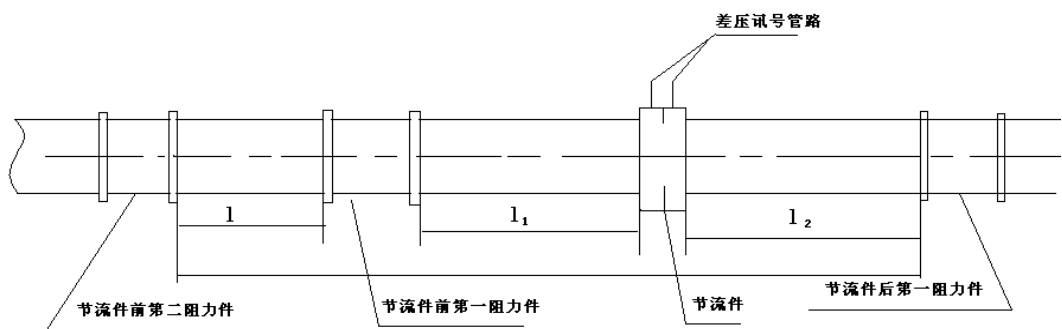 差压讯号管路
l
l₁
l₂
节流件前第二阻力件
节流件前第一阻力件
节流件
节流件后第一阻力件